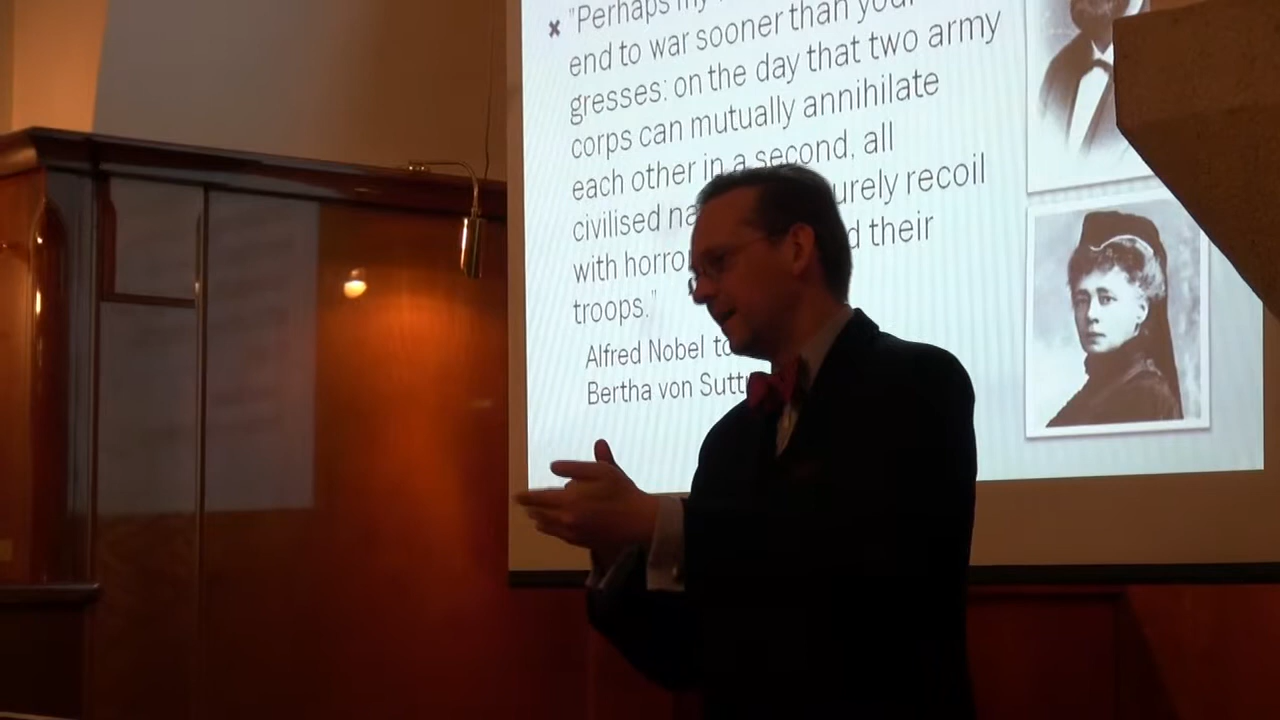 "Perhaps my
end to war sooner than your
gresses: on the day that two army
corps can mutually annihilate
each other in a second, all
civilised na urely recoil
with horro d their
troops."
Alfred Nobel to
Bertha von Sutt